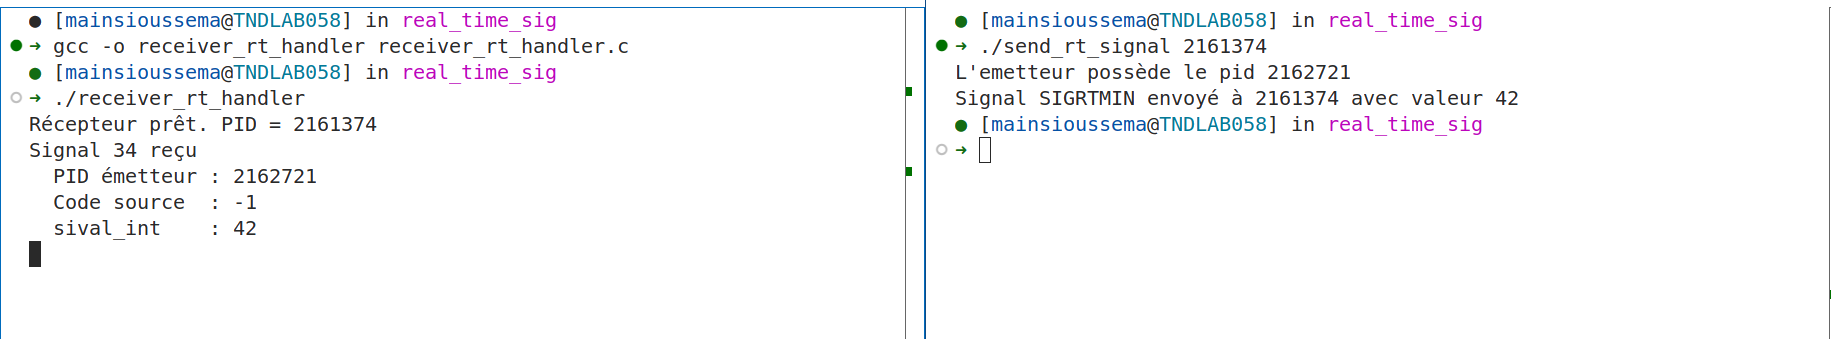 ● [mainsioussema@TNDLAB058] in real_time_sig
● ➜ gcc -o receiver_rt_handler receiver_rt_handler.c
● [mainsioussema@TNDLAB058] in real_time_sig
○ ➜ ./receiver_rt_handler
Récepteur prêt. PID = 2161374
Signal 34 reçu
  PID émetteur : 2162721
  Code source  : -1
  sival_int    : 42
● [mainsioussema@TNDLAB058] in real_time_sig
● ➜ ./send_rt_signal 2161374
L'emetteur possède le pid 2162721
Signal SIGRTMIN envoyé à 2161374 avec valeur 42
● [mainsioussema@TNDLAB058] in real_time_sig
○ ➜